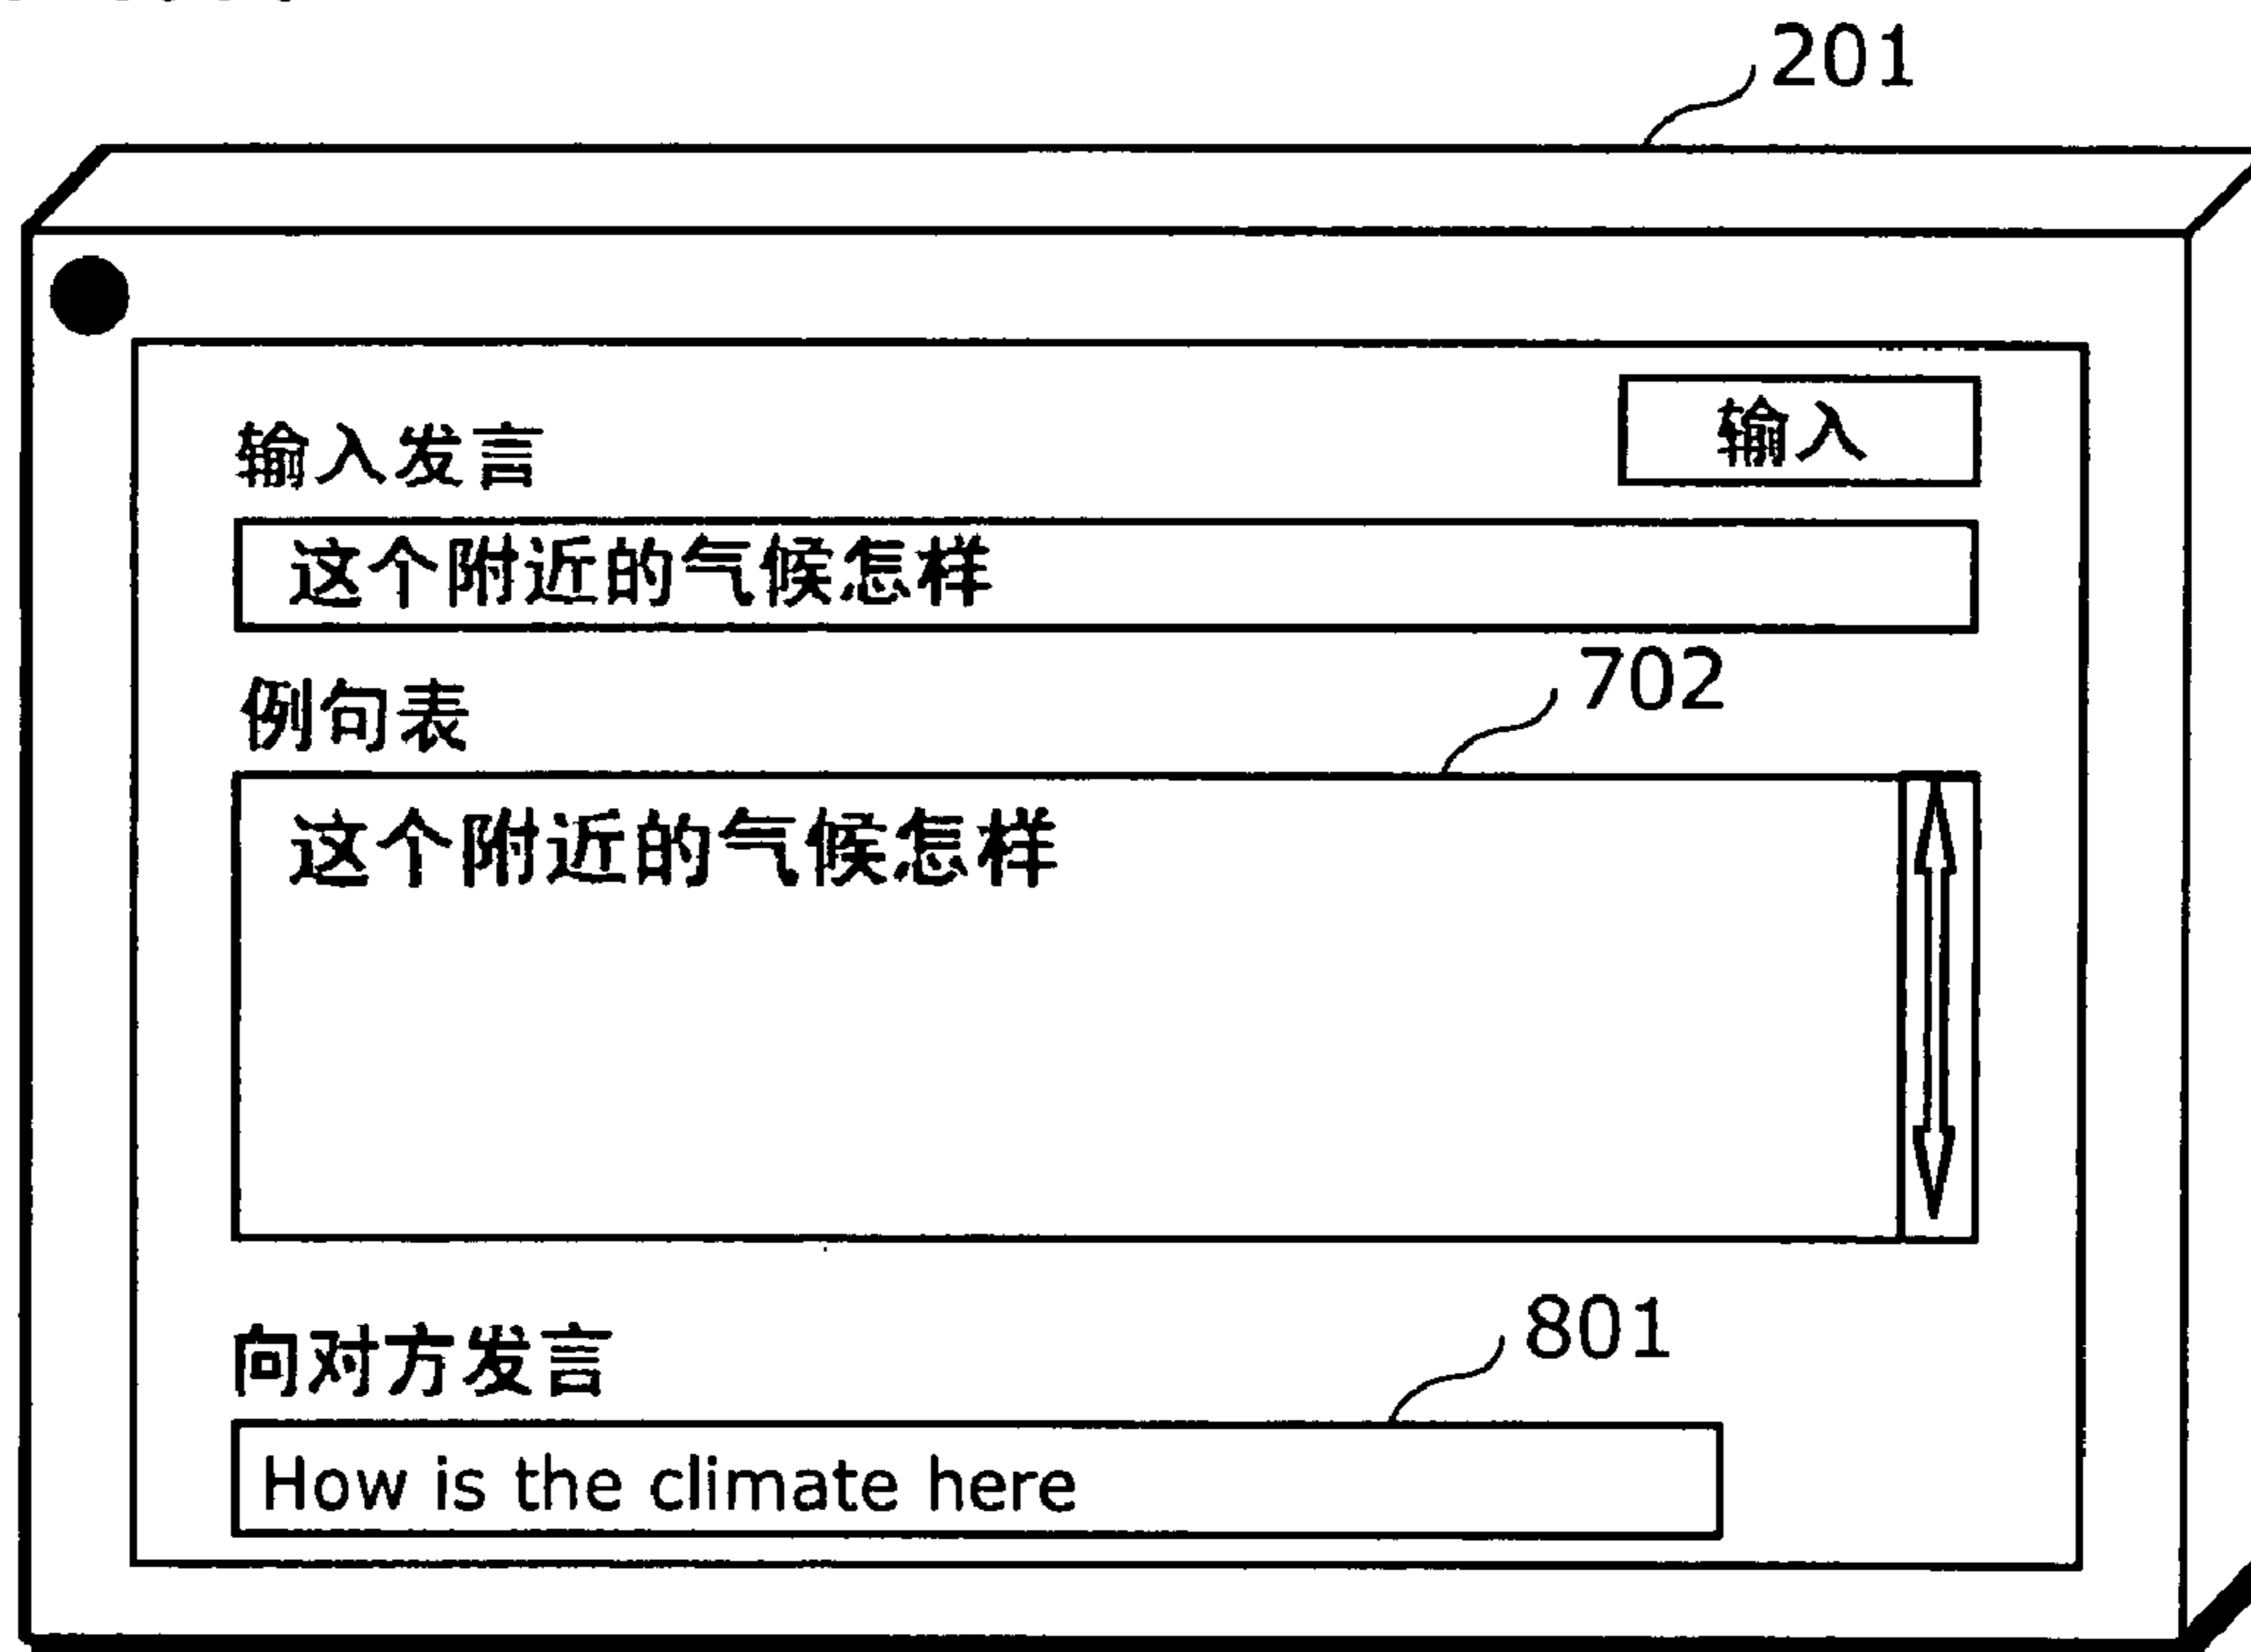 201
输入发言
输入
这个附近的气候怎样
例句表
702
这个附近的气候怎样
向对方发言
801
How is the climate here